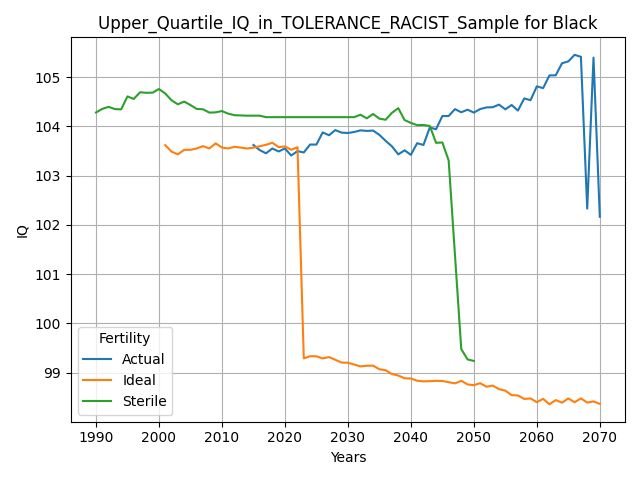 Upper_Quartile_IQ_in_TOLERANCE_RACIST_Sample for Black
IQ
105
104
103
102
101
100
99
Fertility
Actual
Ideal
Sterile
1990 2000 2010 2020 2030 2040 2050 2060 2070
Years